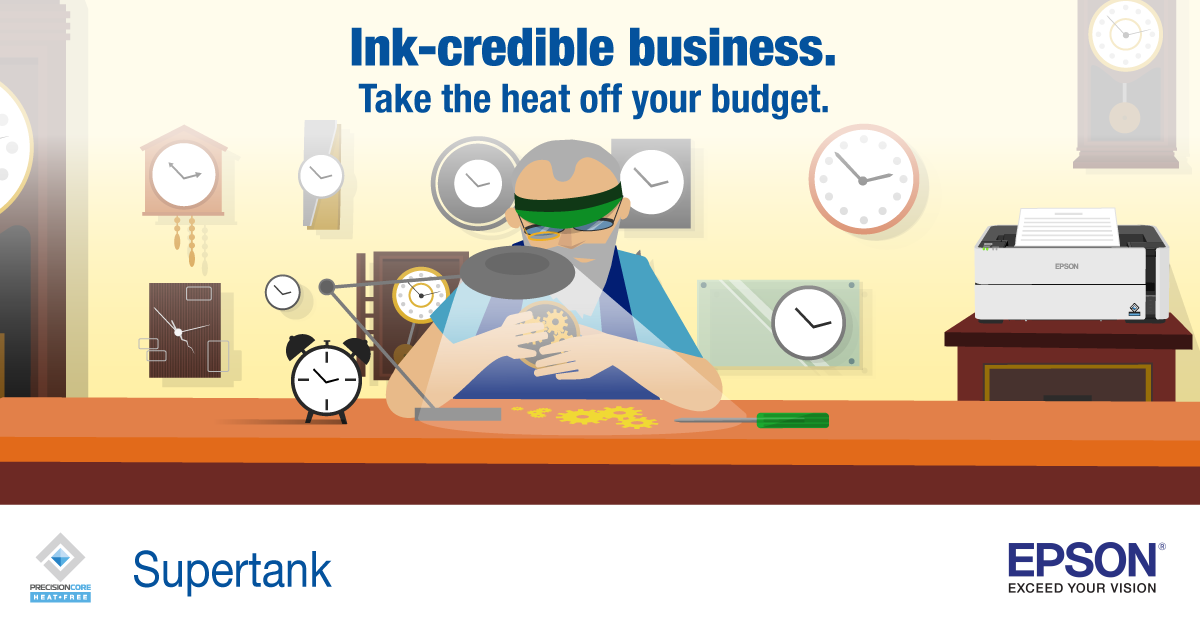 Ink-credible business.
Take the heat off your budget.
EPSON
PRECISIONCORE
HEAT•FREE
Supertank
EPSON®
EXCEED YOUR VISION